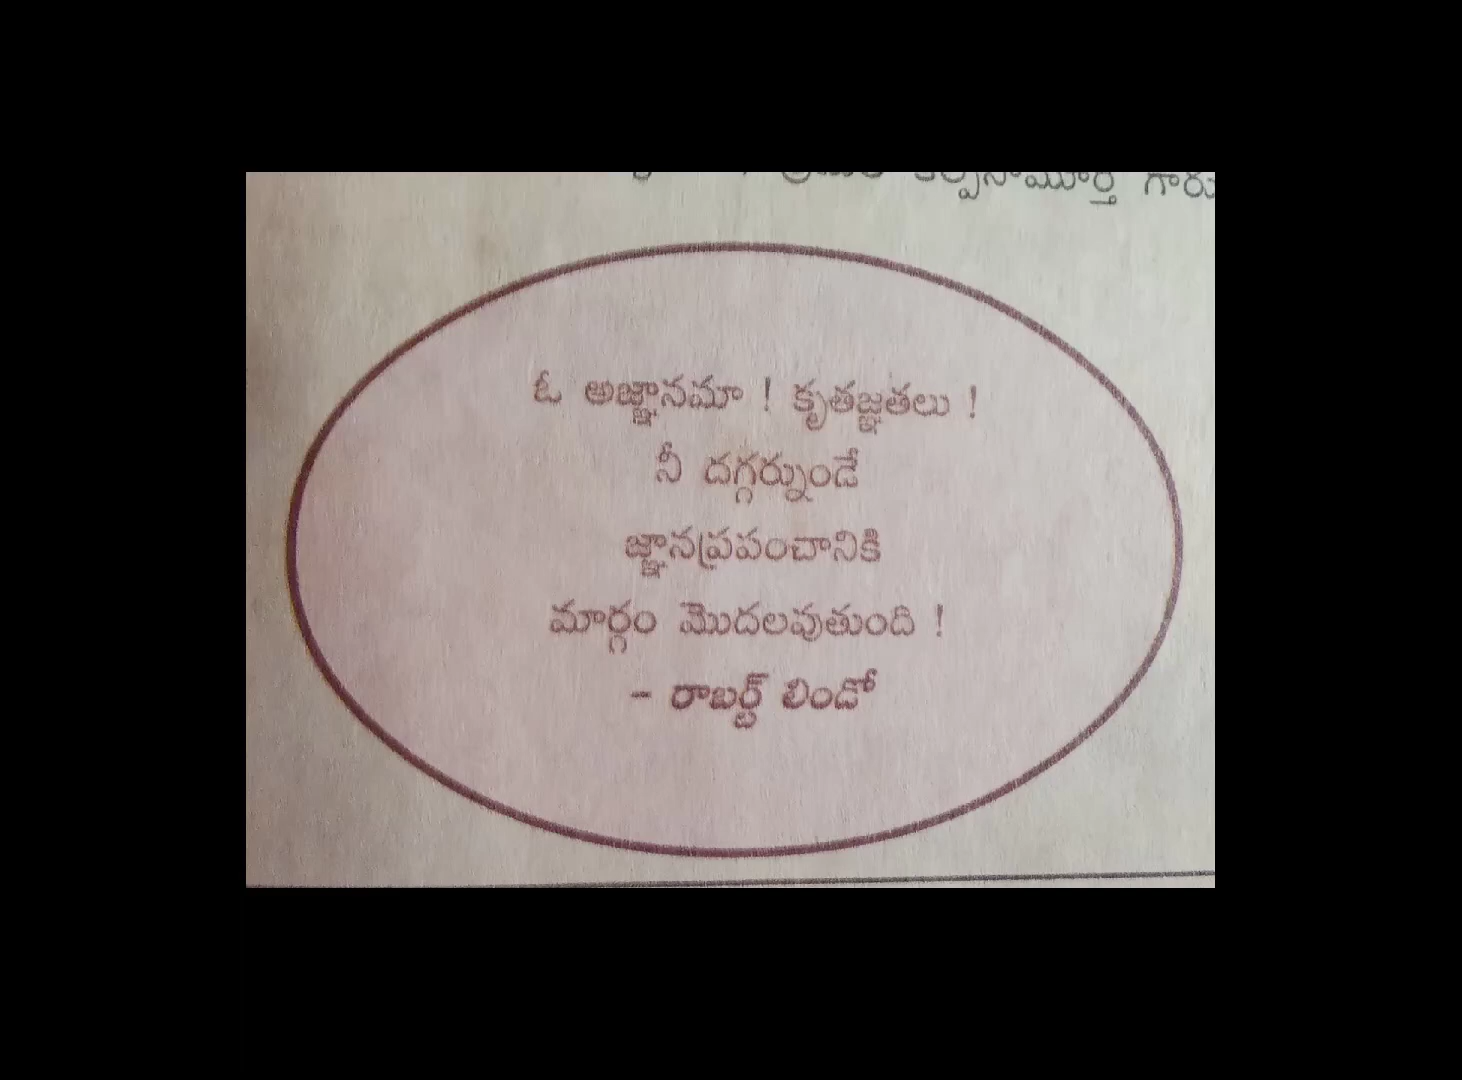 గారు
ఓ అజ్ఞానమా ! కృతజ్ఞతలు !
నీ దగ్గర్నుండే
జ్ఞానప్రపంచానికి
మార్గం మొదలవుతుంది !
- రాబర్ట్ లిండో